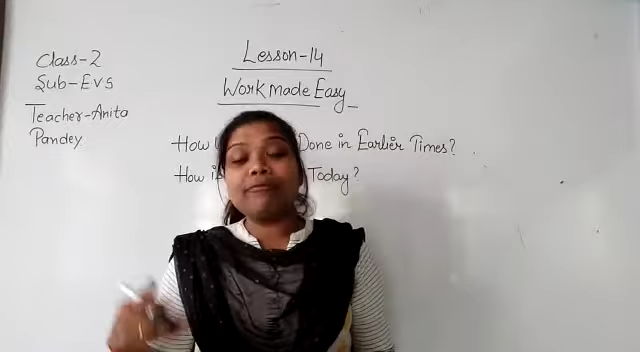 Class-2
Sub-EVS
Teacher-Anita
Pandey
Lesson-14
Work made Easy
How Done in Earlier Times?
How Today?